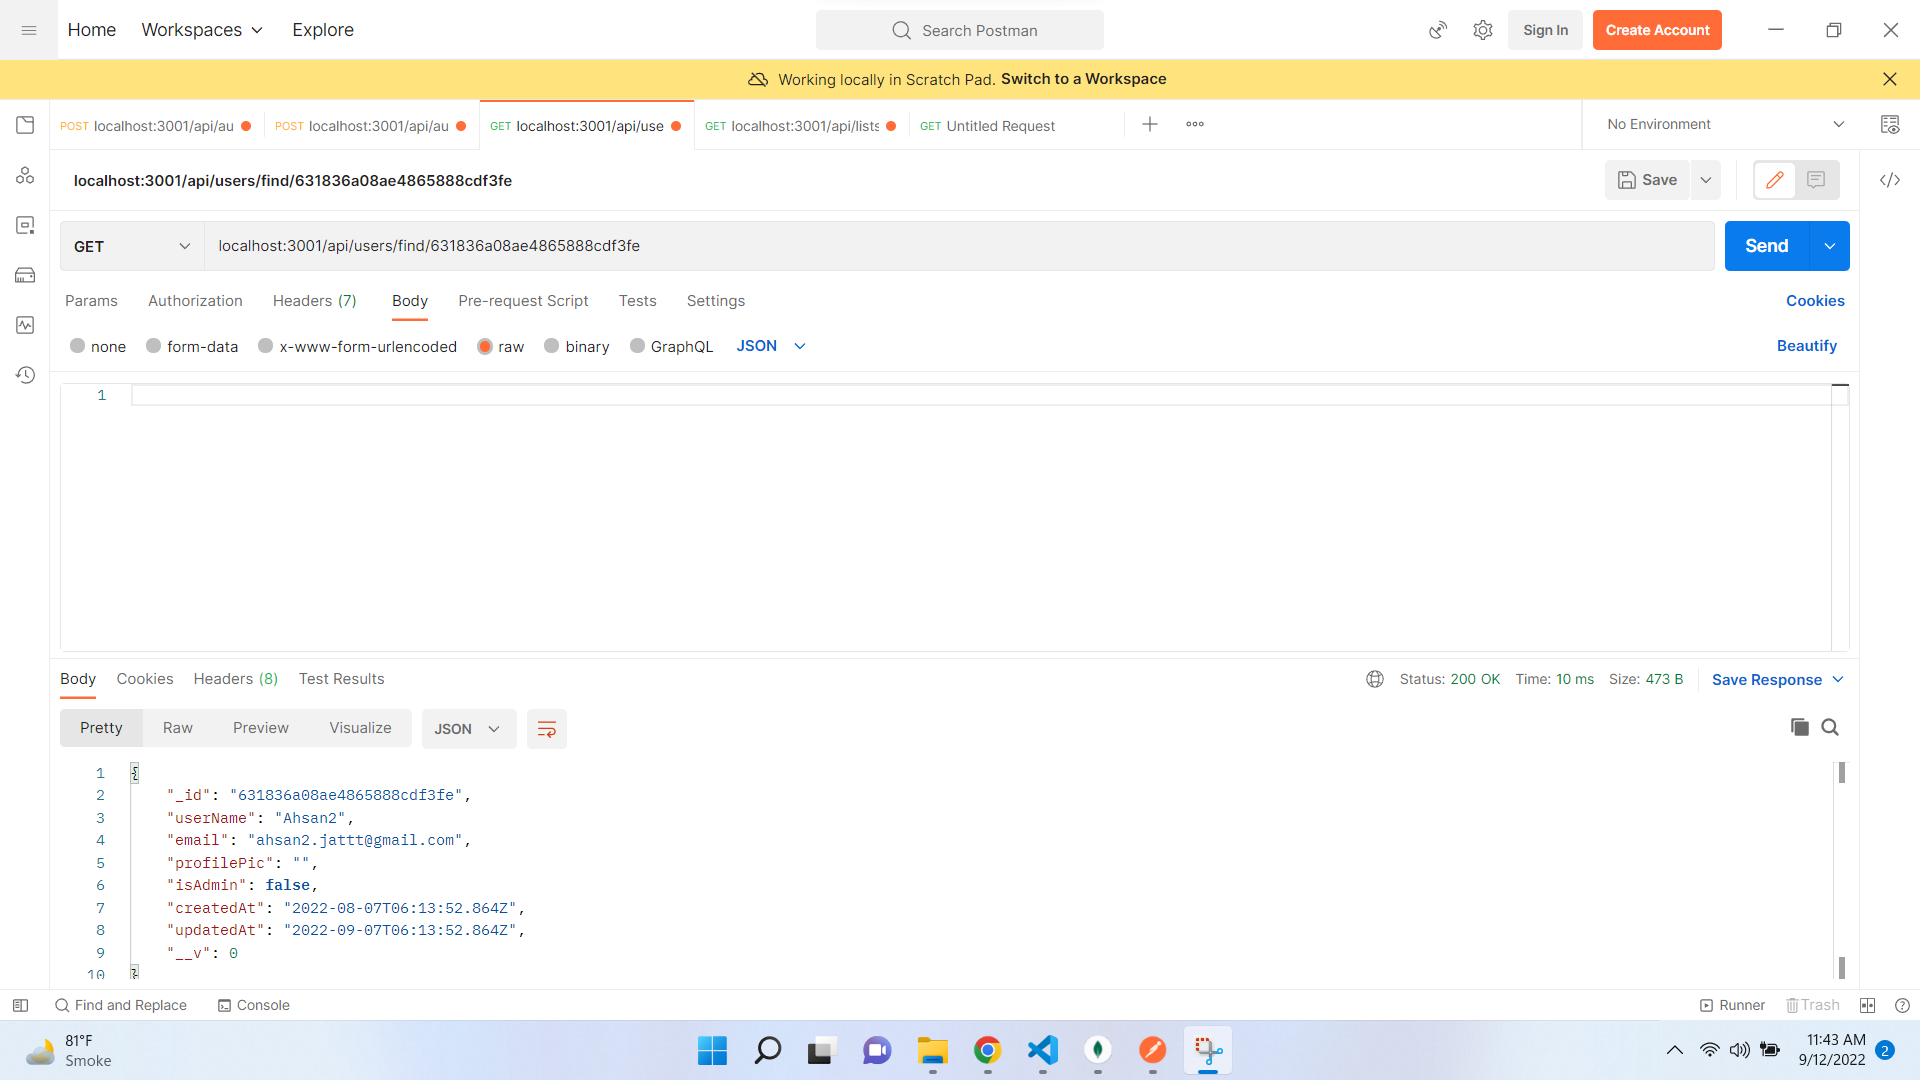 Home Workspaces Explore Search Postman Sign In Create Account
Working locally in Scratch Pad. Switch to a Workspace
POST localhost:3001/api/au POST localhost:3001/api/au GET localhost:3001/api/use GET localhost:3001/api/lists GET Untitled Request No Environment
localhost:3001/api/users/find/631836a08ae4865888cdf3fe Save
GET localhost:3001/api/users/find/631836a08ae4865888cdf3fe Send
Params Authorization Headers (7) Body Pre-request Script Tests Settings Cookies
none form-data x-www-form-urlencoded raw binary GraphQL JSON Beautify
1
Body Cookies Headers (8) Test Results Status: 200 OK Time: 10 ms Size: 473 B Save Response
Pretty Raw Preview Visualize JSON
1 {
2 "_id": "631836a08ae4865888cdf3fe",
3 "userName": "Ahsan2",
4 "email": "ahsan2.jattt@gmail.com",
5 "profilePic": "",
6 "isAdmin": false,
7 "createdAt": "2022-08-07T06:13:52.864Z",
8 "updatedAt": "2022-09-07T06:13:52.864Z",
9 "__v": 0
10 }
Find and Replace Console Runner Trash
81°F
Smoke
11:43 AM
9/12/2022
2